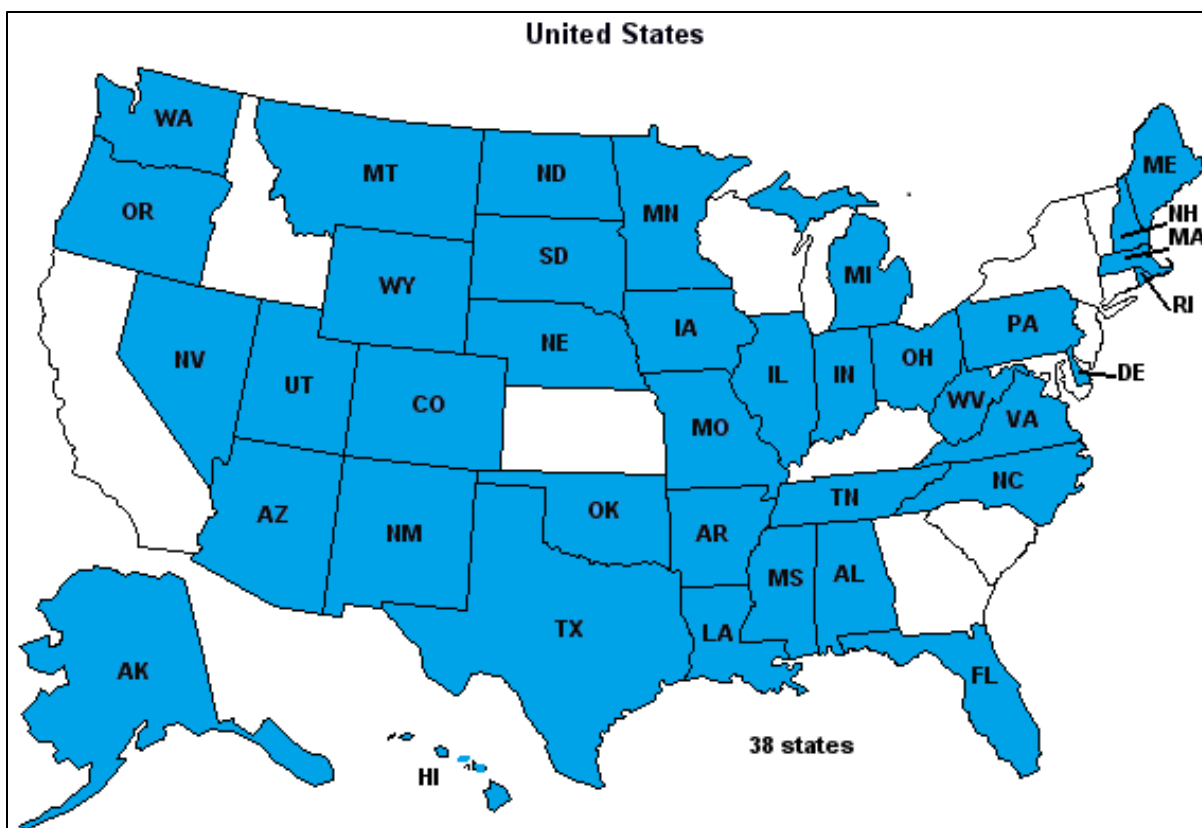 United States
WA
MT
ND
MN
ME
OR
NH
MA
SD
WY
MI
RI
IA
PA
NE
NV
UT
IL
IN
OH
DE
CO
WV
VA
MO
NC
TN
AZ
NM
OK
AR
MS
AL
TX
LA
AK
FL
38 states
HI